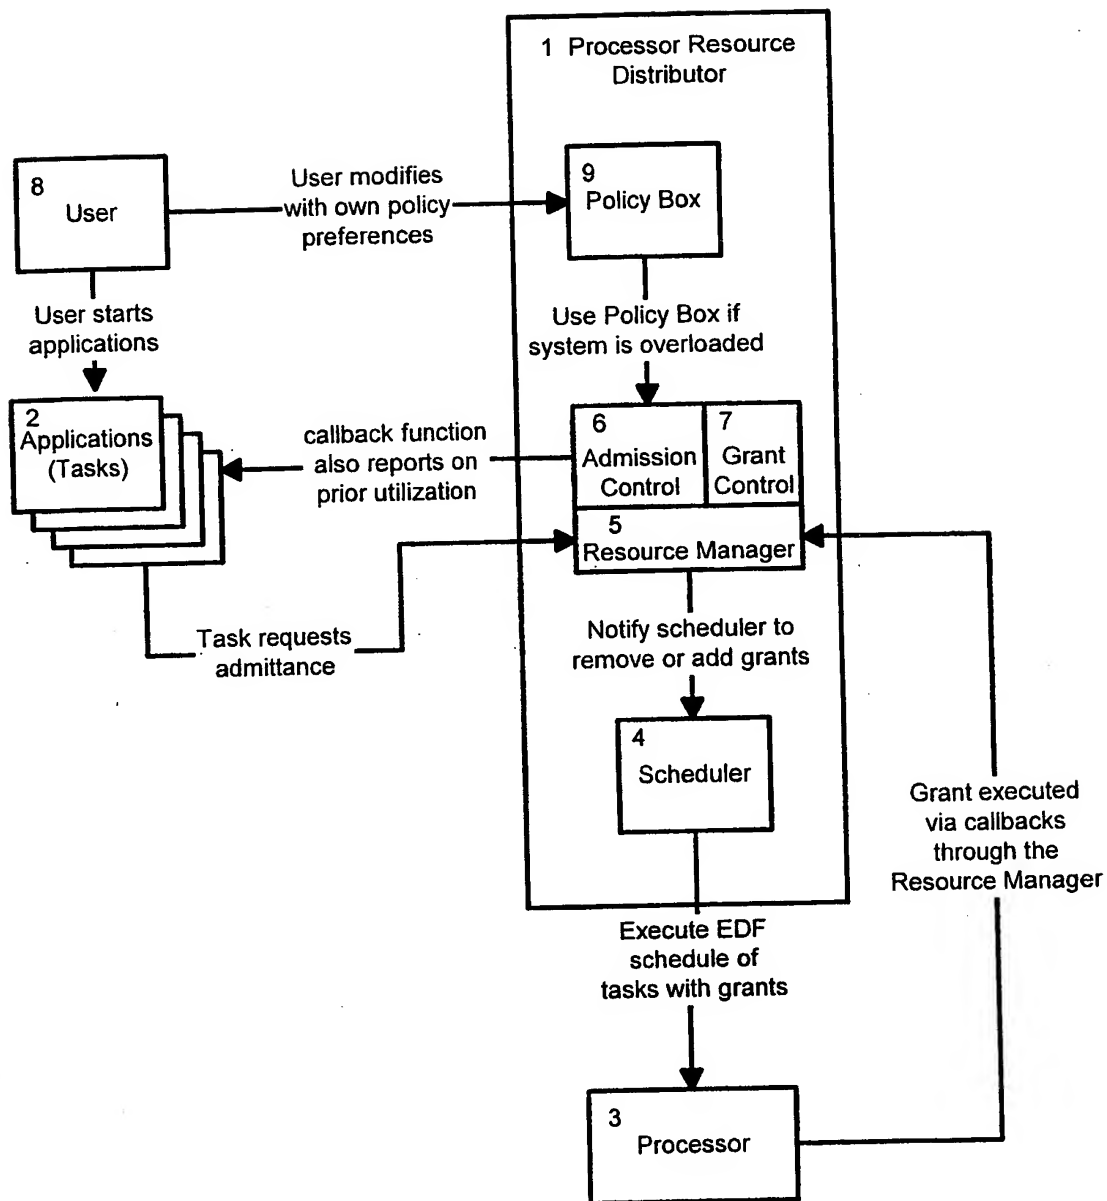 1 Processor Resource
Distributor
8
User
User modifies
with own policy
preferences
9
Policy Box
User starts
applications
Use Policy Box if
system is overloaded
2
Applications
(Tasks)
callback function
also reports on
prior utilization
6
Admission
Control
7
Grant
Control
5
Resource Manager
Task requests
admittance
Notify scheduler to
remove or add grants
4
Scheduler
Grant executed
via callbacks
through the
Resource Manager
Execute EDF
schedule of
tasks with grants
3
Processor